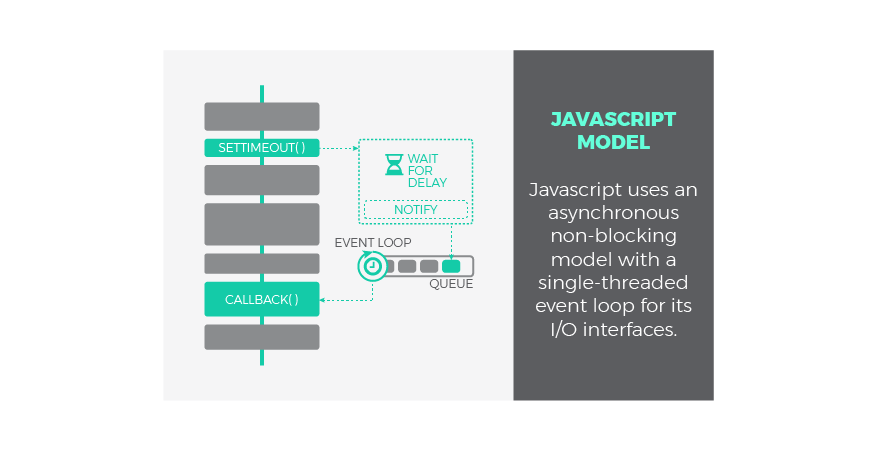 SETTIMEOUT( )
WAIT
FOR
DELAY
NOTIFY
EVENT LOOP
QUEUE
CALLBACK( )
JAVASCRIPT
MODEL
Javascript uses an
asynchronous
non-blocking
model with a
single-threaded
event loop for its
I/O interfaces.